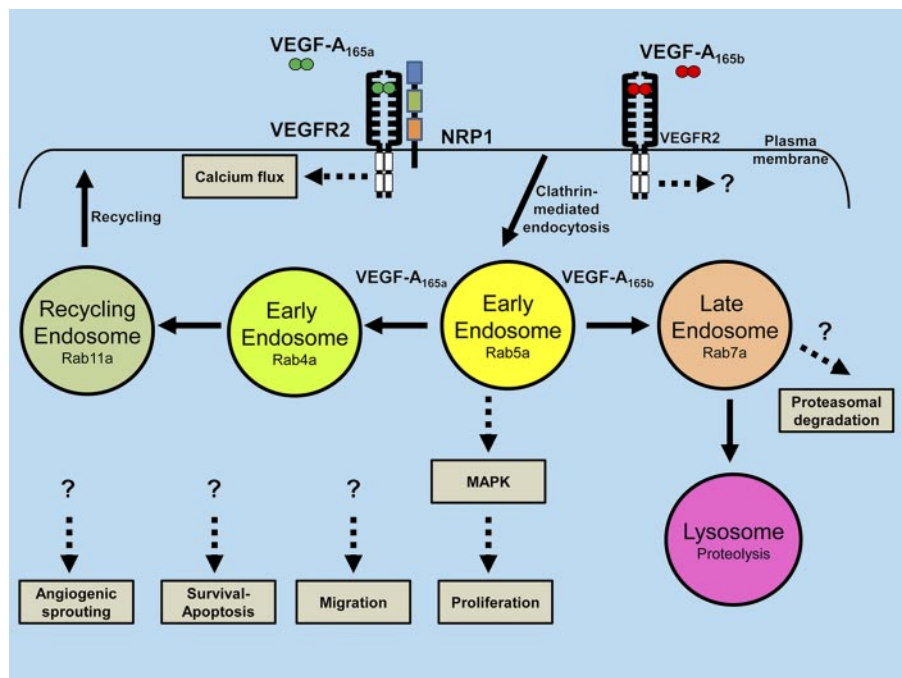 VEGF-A165a
VEGF-A165b
VEGFR2
NRP1
VEGFR2
Plasma
membrane
Calcium flux
?
Recycling
Clathrin-
mediated
endocytosis
VEGF-A165a
VEGF-A165b
Recycling
Endosome
Rab11a
Early
Endosome
Rab4a
Early
Endosome
Rab5a
Late
Endosome
Rab7a
?
Proteasomal
degradation
MAPK
Lysosome
Proteolysis
?
?
?
Angiogenic
sprouting
Survival-
Apoptosis
Migration
Proliferation